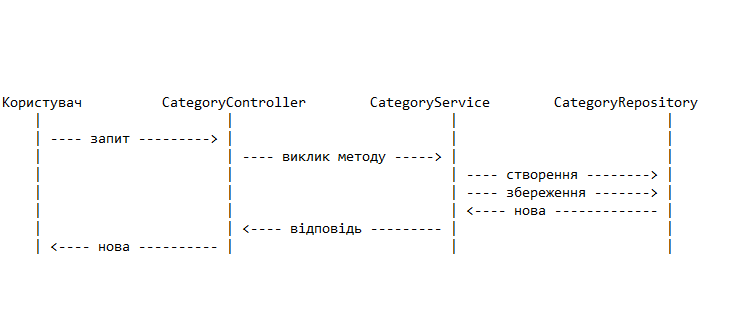 Користувач CategoryController CategoryService CategoryRepository
| | | |
| ---- запит ---------> | | |
| | ---- виклик методу -----> | |
| | | ---- створення --------> |
| | | ---- збереження -------> |
| | | <---- нова ------------- |
| | <---- відповідь --------- | |
| <---- нова ---------- | | |